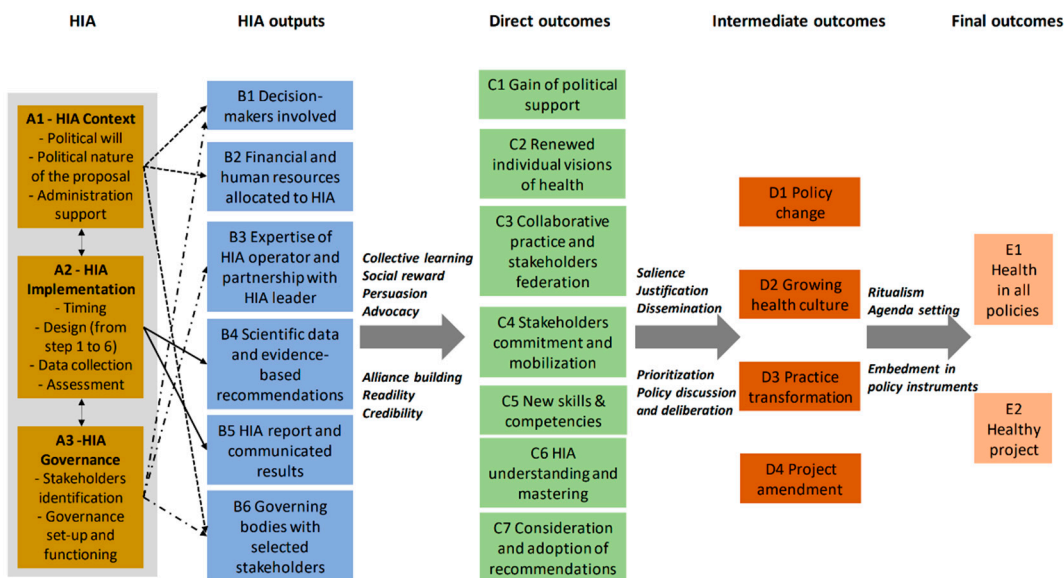 HIA
HIA outputs
Direct outcomes
Intermediate outcomes
Final outcomes
A1 - HIA Context
- Political will
- Political nature
of the proposal
- Administration
support
A2 - HIA
Implementation
- Timing
- Design (from
step 1 to 6)
- Data collection
- Assessment
A3 -HIA
Governance
- Stakeholders
identification
- Governance
set-up and
functioning
B1 Decision-
makers involved
B2 Financial and
human resources
allocated to HIA
B3 Expertise of
HIA operator and
partnership with
HIA leader
B4 Scientific data
and evidence-
based
recommendations
B5 HIA report and
communicated
results
B6 Governing
bodies with
selected
stakeholders
Collective learning
Social reward
Persuasion
Advocacy
Alliance building
Readility
Credibility
C1 Gain of political
support
C2 Renewed
individual visions
of health
C3 Collaborative
practice and
stakeholders
federation
C4 Stakeholders
commitment and
mobilization
C5 New skills &
competencies
C6 HIA
understanding and
mastering
C7 Consideration
and adoption of
recommendations
Salience
Justification
Dissemination
Prioritization
Policy discussion
and deliberation
D1 Policy
change
D2 Growing
health culture
D3 Practice
transformation
D4 Project
amendment
Ritualism
Agenda setting
Embedment in
policy instruments
E1
Health
in all
policies
E2
Healthy
project